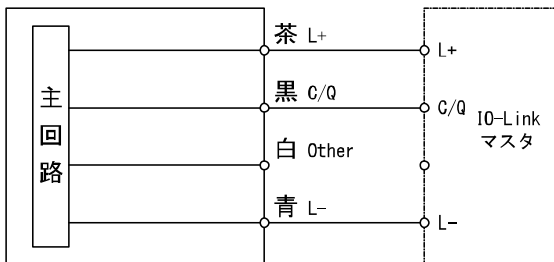 主回路
茶 L+
黒 C/Q
白 Other
青 L-
L+
C/Q
L-
IO-Link
マスタ